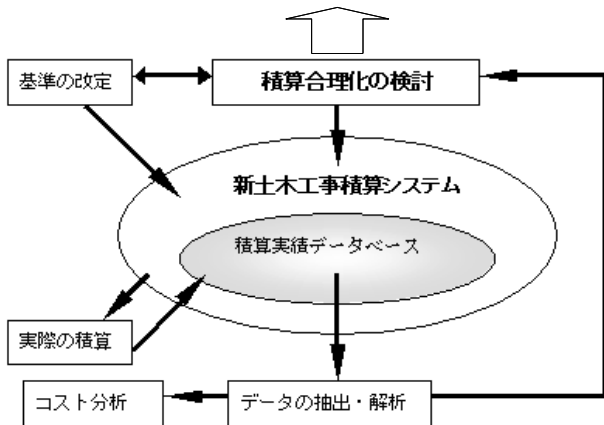 基準の改定
積算合理化の検討
新土木工事積算システム
積算実績データベース
実際の積算
コスト分析
データの抽出・解析